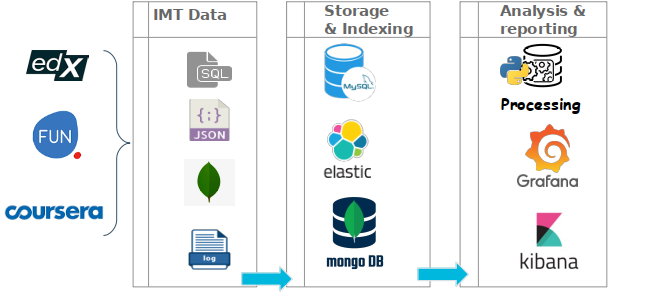 edX
FUN
coursera
IMT Data
SQL
{;}
JSON
log
Storage
& Indexing
MySQL
elastic
mongo DB
Analysis &
reporting
Processing
Grafana
kibana